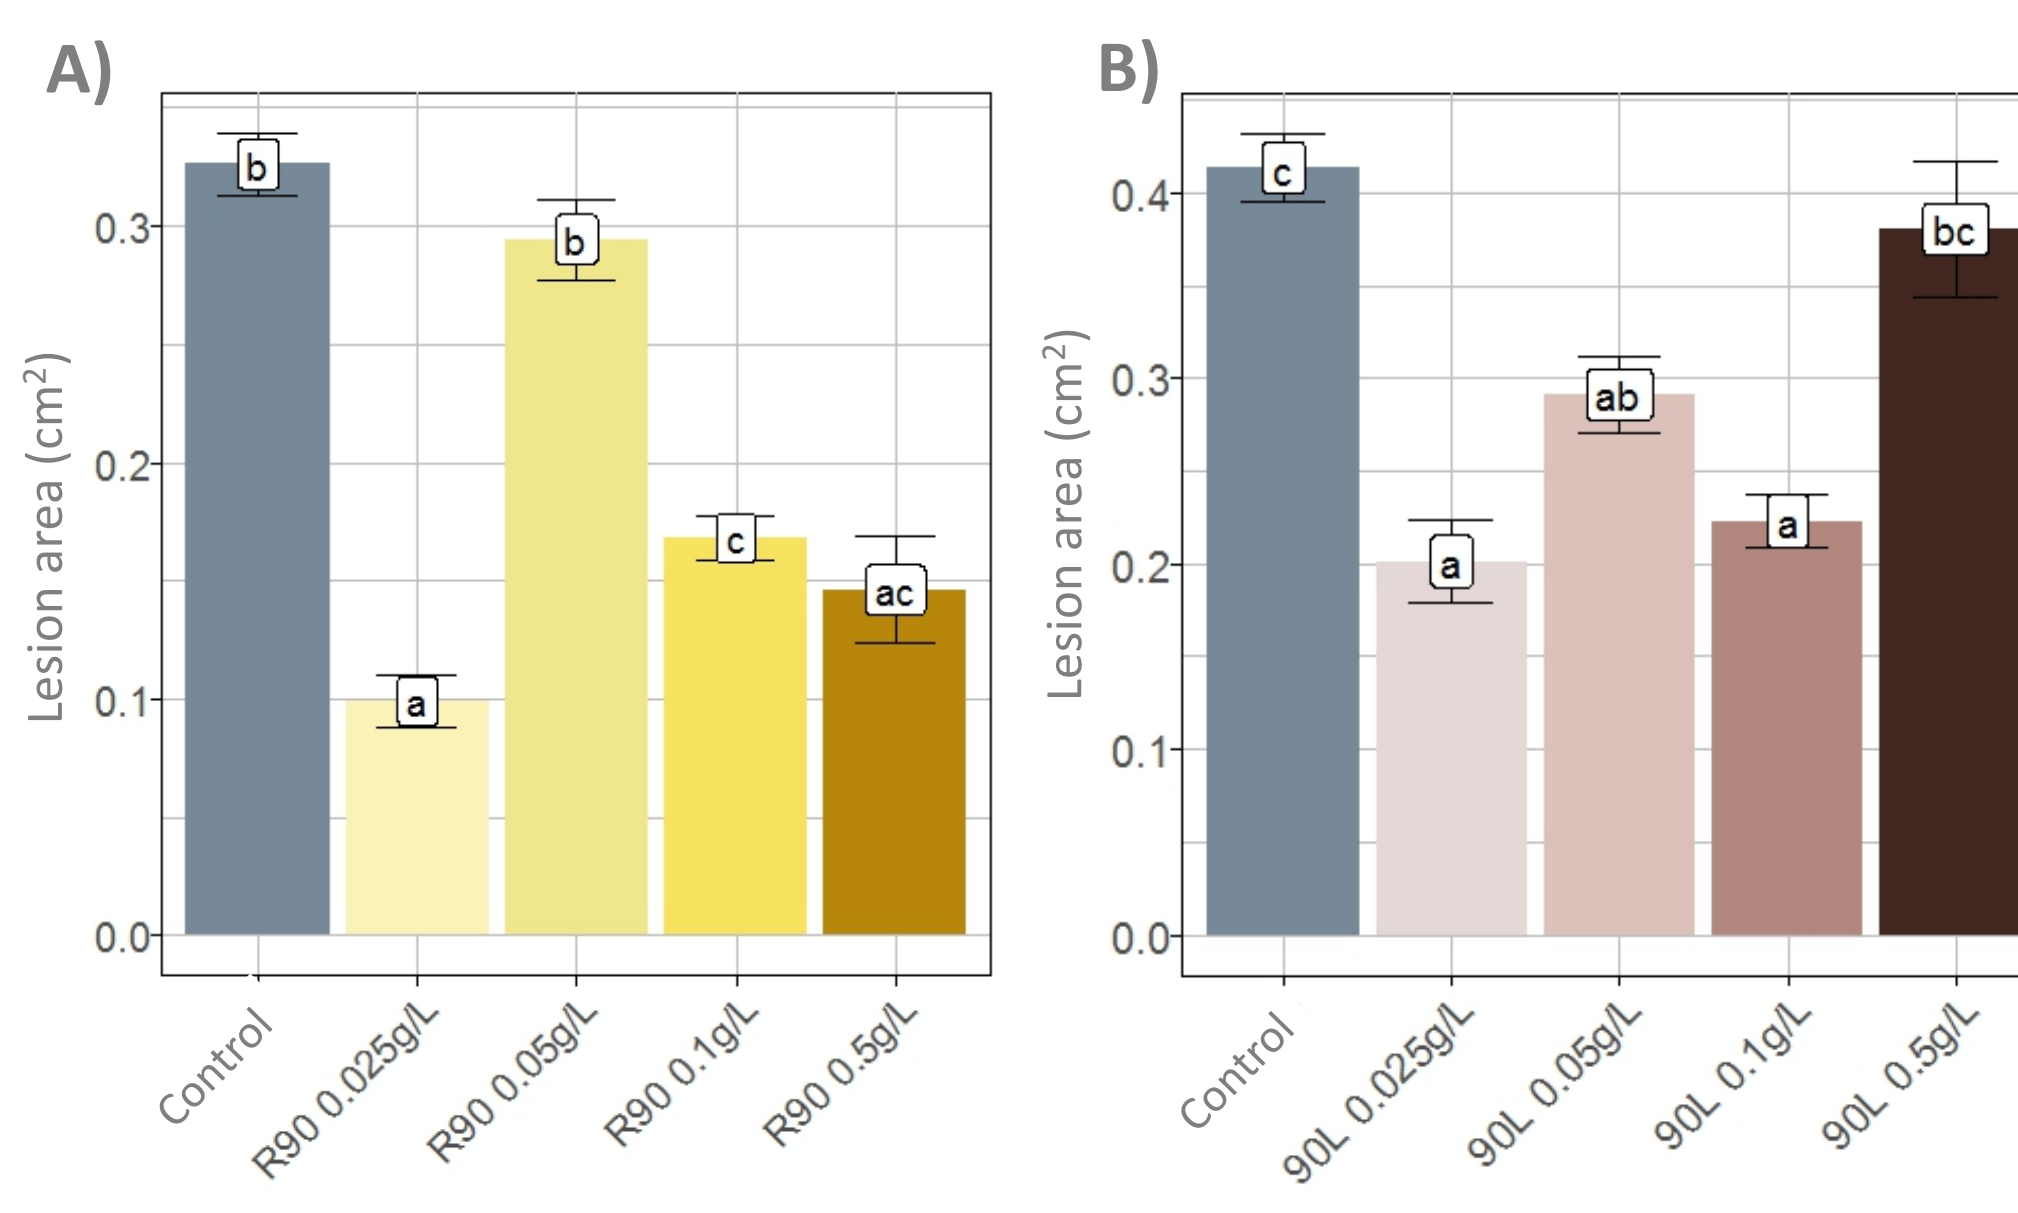 A)
Lesion area (cm²)
0.3
0.2
0.1
0.0
b
a
b
c
ac
Control
R90 0.025g/L
R90 0.05g/L
R90 0.1g/L
R90 0.5g/L
B)
Lesion area (cm²)
0.4
0.3
0.2
0.1
0.0
c
a
ab
a
bc
Control
90L 0.025g/L
90L 0.05g/L
90L 0.1g/L
90L 0.5g/L